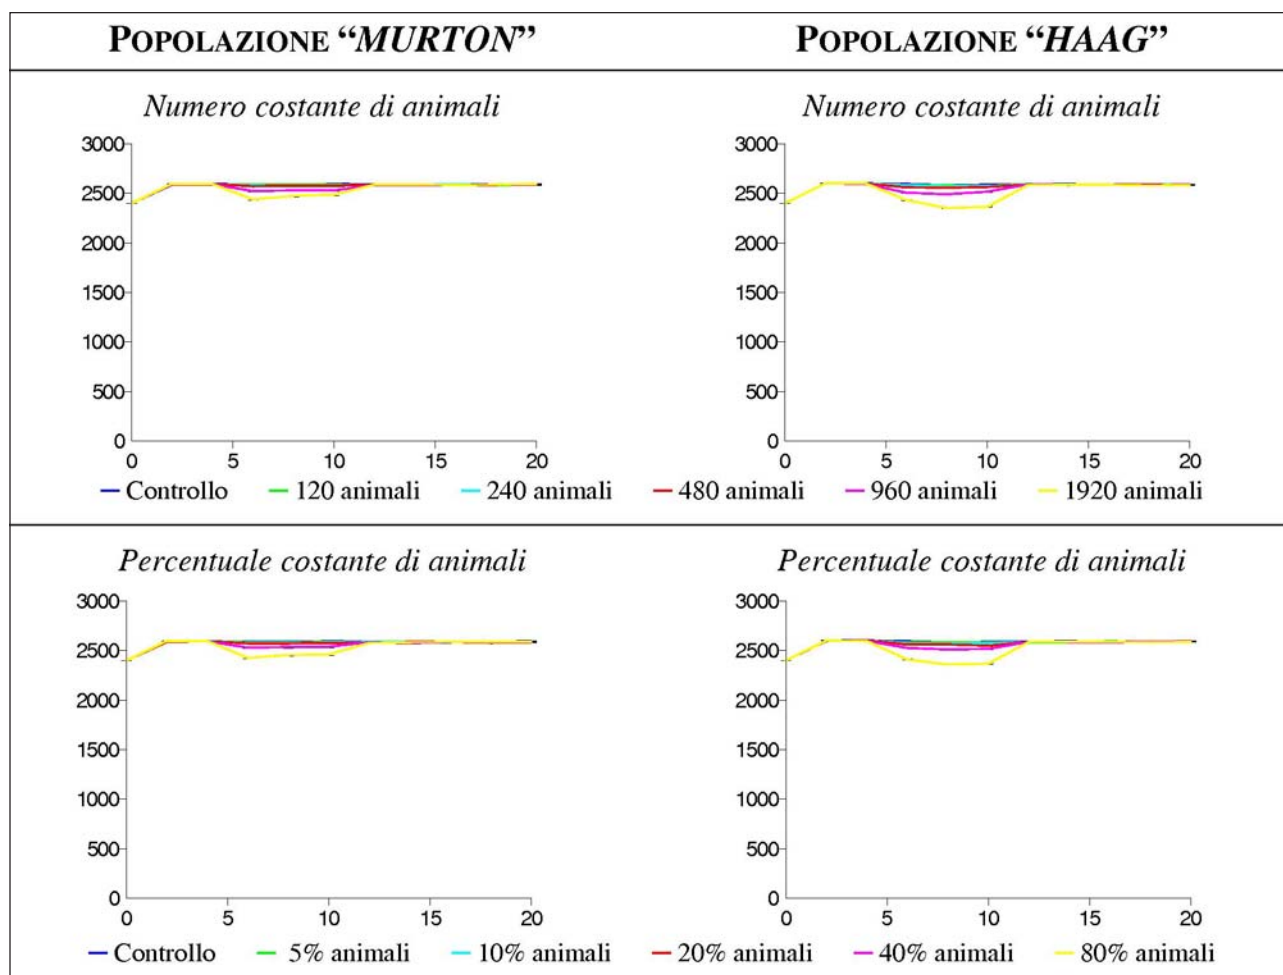 POPOLAZIONE “MURTON” POPOLAZIONE “HAAG”
Numero costante di animali Numero costante di animali
3000 3000
2500 2500
2000 2000
1500 1500
1000 1000
500 500
0 0
0 5 10 15 20 0 5 10 15 20
Controllo 120 animali 240 animali 480 animali 960 animali 1920 animali
Percentuale costante di animali Percentuale costante di animali
3000 3000
2500 2500
2000 2000
1500 1500
1000 1000
500 500
0 0
0 5 10 15 20 0 5 10 15 20
Controllo 5% animali 10% animali 20% animali 40% animali 80% animali